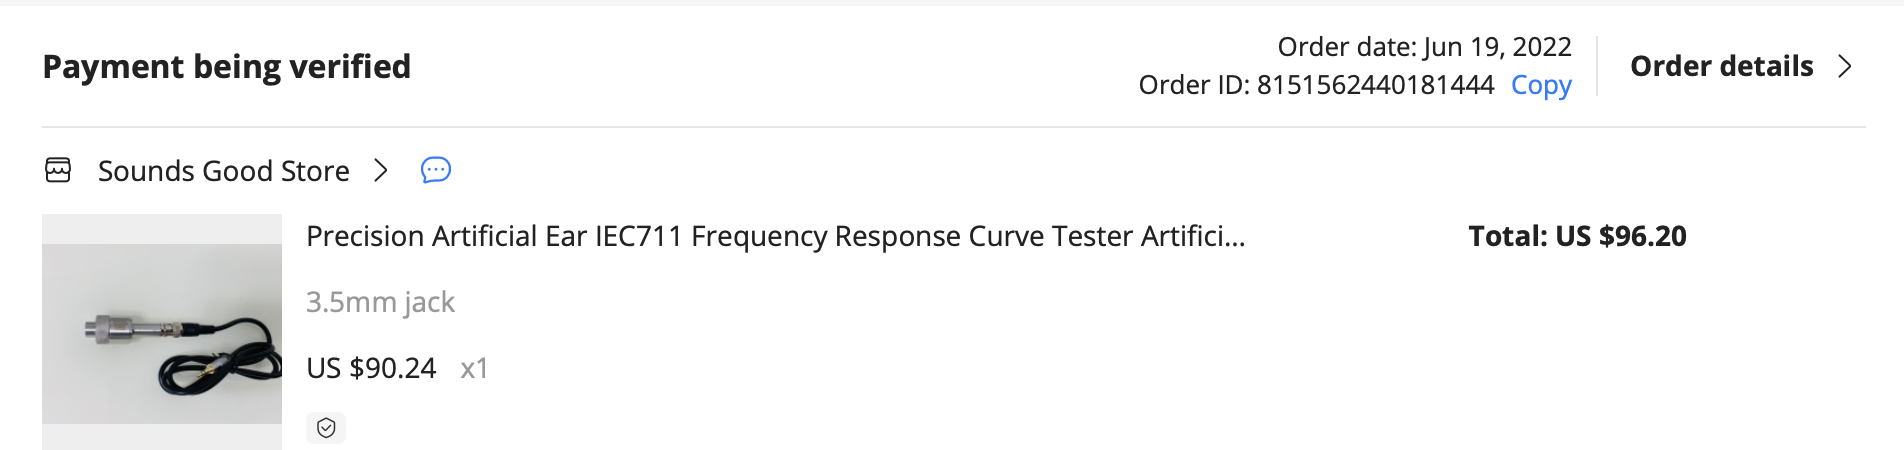 Payment being verified
Order date: Jun 19, 2022
Order ID: 8151562440181444 Copy
Order details
Sounds Good Store
Precision Artificial Ear IEC711 Frequency Response Curve Tester Artifici...
Total: US $96.20
3.5mm jack
US $90.24 x1